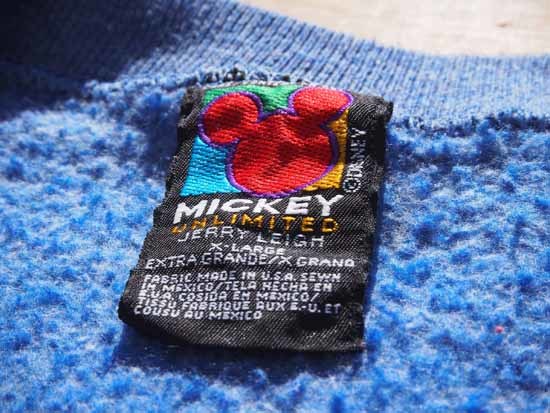 ©DISNEY
MICKEY
UNLIMITED
JERRY LEIGH
X-LARGE
EXTRA GRANDE/X GRAND
FABRIC MADE IN U.S.A. SEWN
IN MEXICO/TELA HECHA EN
E.U.A. COSIDA EN MEXICO/
TISSU FABRIQUE AUX E.-U. ET
COUSU AU MEXICO